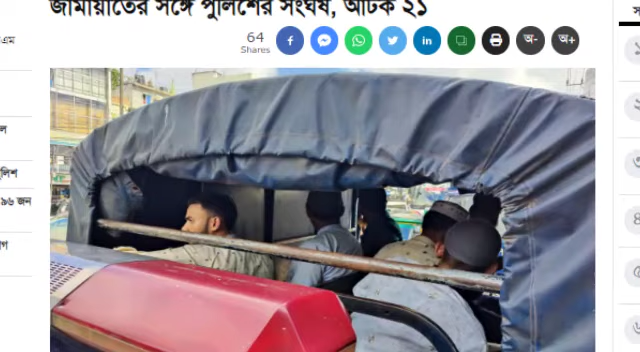 জামায়াতের সঙ্গে পুলিশের সংঘর্ষ, আটক ২১
64
Shares
অ-
অ+
৯৬ জন